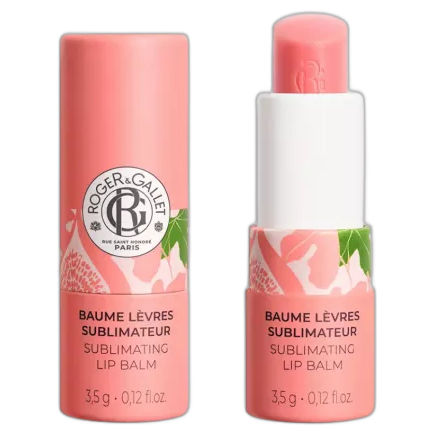 ROGER & GALLET
RG
RUE SAINT HONORÉ
PARIS
BAUME LÈVRES
SUBLIMATEUR
SUBLIMATING
LIP BALM
3,5 g • 0,12 fl.oz.
RG
BAUME LÈVRES
SUBLIMATEUR
SUBLIMATING
LIP BALM
3,5 g • 0,12 fl.oz.